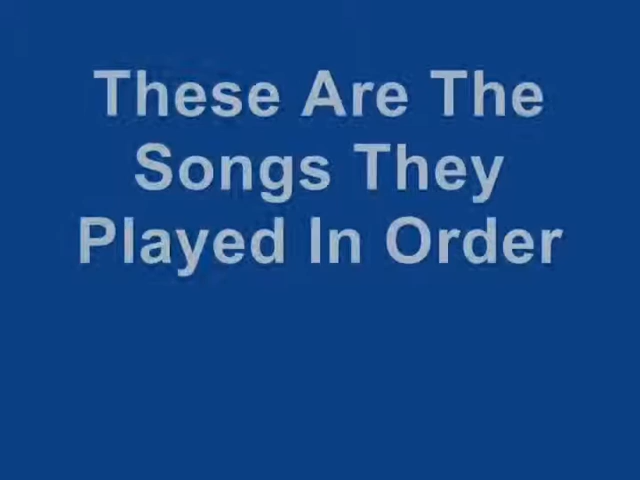 These Are The
Songs They
Played In Order